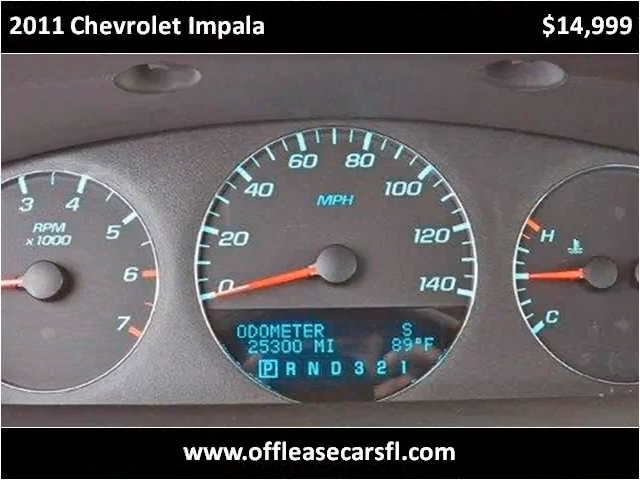 2011 Chevrolet Impala $14,999
3 4 5 6 7
RPM
x 1000
0 20 40 60 80 100 120 140
MPH
H
C
ODOMETER S
25300 MI 89°F
P R N D 3 2 1
www.offleasecarsfl.com